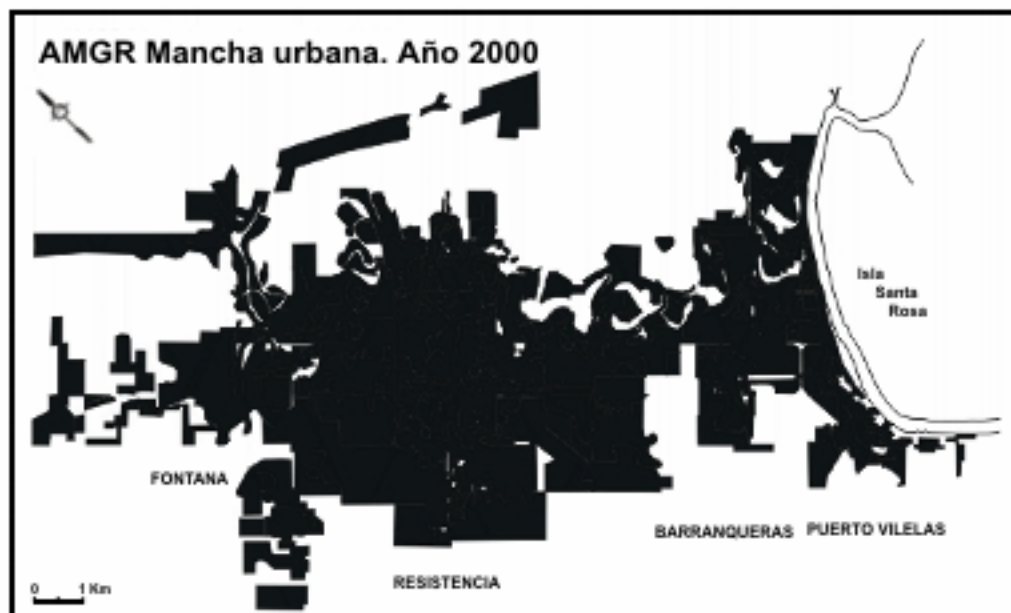 AMGR Mancha urbana. Año 2000
Isla
Santa
Rosa
FONTANA
BARRANQUERAS
PUERTO VILELAS
RESISTENCIA
0 1 Km